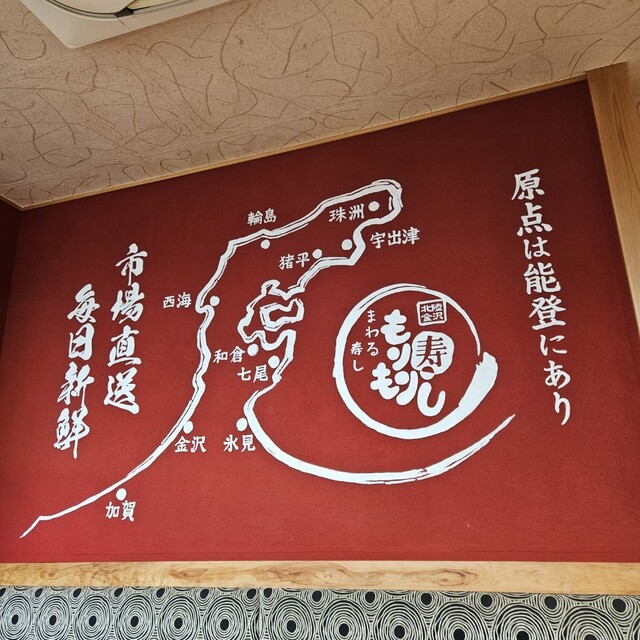 原点は能登にあり
市場直送
毎日新鮮
輪島
珠洲
宇出津
猪平
西海
和倉
七尾
金沢
氷見
加賀
北陸
金沢
まわる
寿し
もりもり
寿し